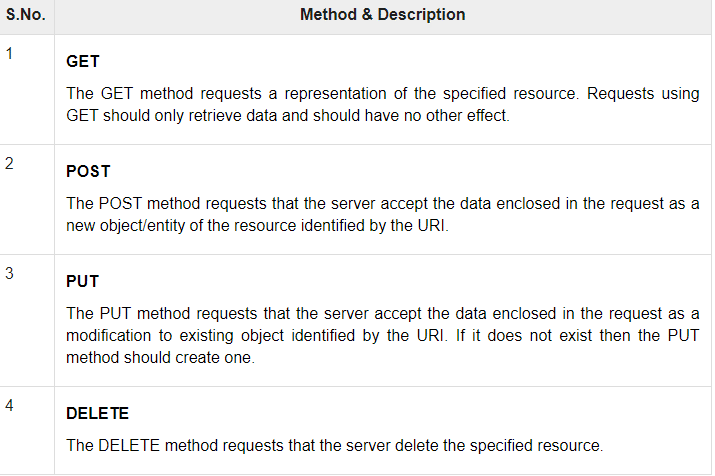 S.No. Method & Description
1
GET
The GET method requests a representation of the specified resource. Requests using
GET should only retrieve data and should have no other effect.
2
POST
The POST method requests that the server accept the data enclosed in the request as a
new object/entity of the resource identified by the URI.
3
PUT
The PUT method requests that the server accept the data enclosed in the request as a
modification to existing object identified by the URI. If it does not exist then the PUT
method should create one.
4
DELETE
The DELETE method requests that the server delete the specified resource.